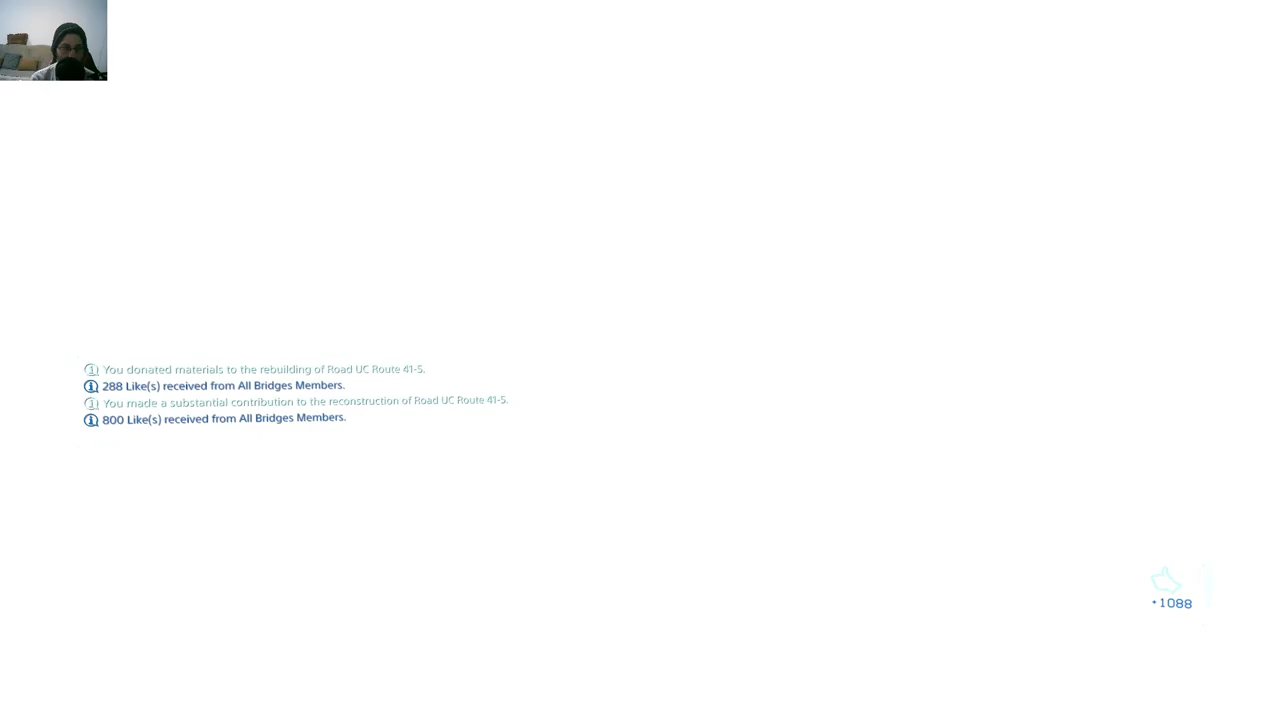 You donated materials to the rebuilding of Road UC Route 41-5.
288 Like(s) received from All Bridges Members.
You made a substantial contribution to the reconstruction of Road UC Route 41-5.
800 Like(s) received from All Bridges Members.
+1088